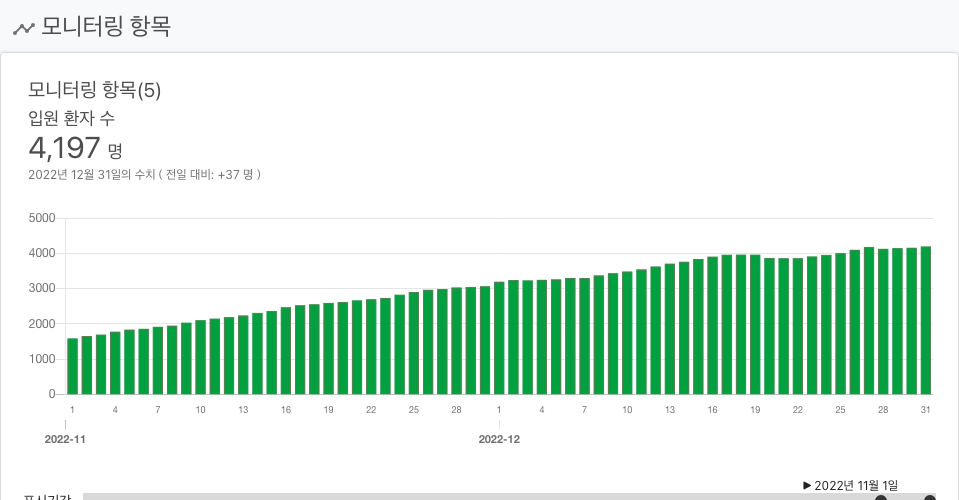 모니터링 항목
모니터링 항목(5)
입원 환자 수
4,197 명
2022년 12월 31일의 수치 ( 전일 대비: +37 명 )
5000
4000
3000
2000
1000
0
1 4 7 10 13 16 19 22 25 28 1 4 7 10 13 16 19 22 25 28 31
2022-11 2022-12
▶ 2022년 11월 1일
표시기간